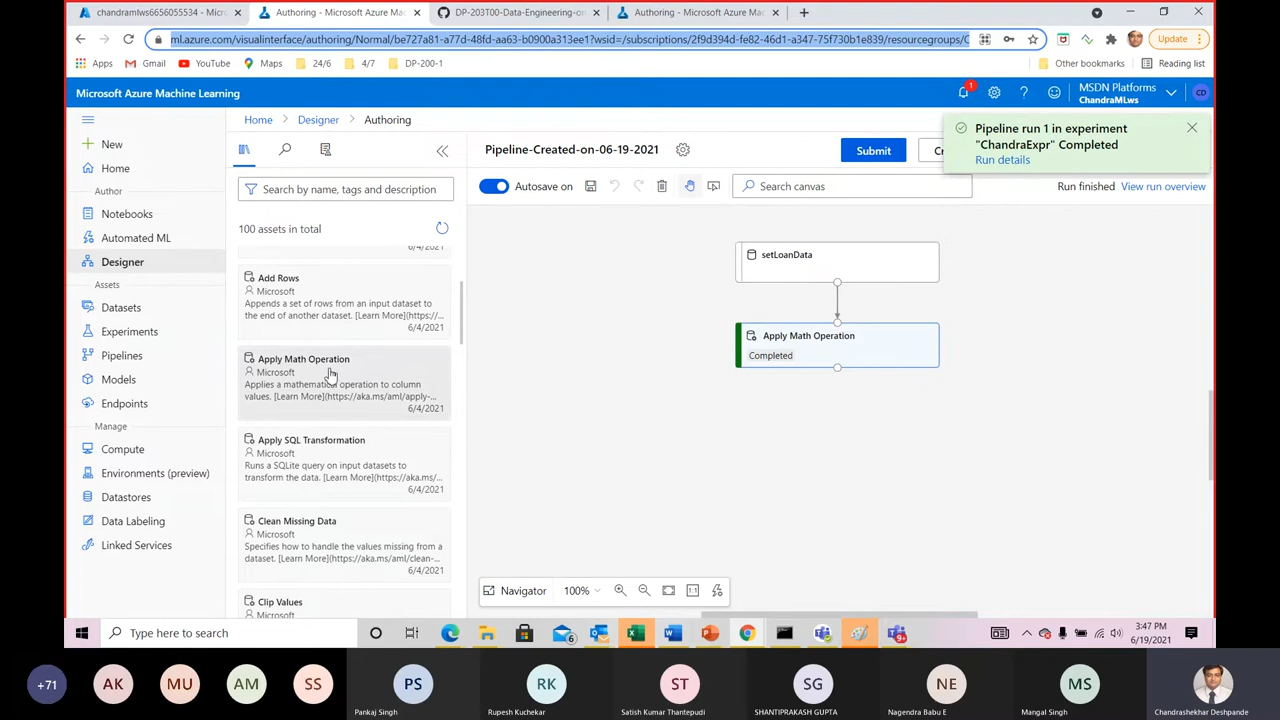 chandramlws6656055534 - Micro
Authoring - Microsoft Azure Mach
DP-203T00-Data-Engineering-on
Authoring - Microsoft Azure Mach
ml.azure.com/visualinterface/authoring/Normal/be727a81-a77d-48fd-aa63-b0900a313ee1?wsid=/subscriptions/2f9d394d-fe82-46d1-a347-75f730b1e839/resourcegroups/C
Update
Apps
Gmail
YouTube
Maps
24/6
4/7
DP-200-1
Other bookmarks
Reading list
Microsoft Azure Machine Learning
1
MSDN Platforms
ChandraMLws
CD
New
Home
Author
Notebooks
Automated ML
Designer
Assets
Datasets
Experiments
Pipelines
Models
Endpoints
Manage
Compute
Environments (preview)
Datastores
Data Labeling
Linked Services
Home
Designer
Authoring
Search by name, tags and description
100 assets in total
6/4/2021
Add Rows
Microsoft
Appends a set of rows from an input dataset to
the end of another dataset. [Learn More](https:/...
6/4/2021
Apply Math Operation
Microsoft
Applies a mathematical operation to column
values. [Learn More](https://aka.ms/aml/apply-...
6/4/2021
Apply SQL Transformation
Microsoft
Runs a SQLite query on input datasets to
transform the data. [Learn More](https://aka.ms/...
6/4/2021
Clean Missing Data
Microsoft
Specifies how to handle the values missing from a
dataset. [Learn More](https://aka.ms/aml/clean-...
6/4/2021
Clip Values
Microsoft
Pipeline-Created-on-06-19-2021
Submit
Pipeline run 1 in experiment
"ChandraExpr" Completed
Run details
Autosave on
Search canvas
Run finished
View run overview
setLoanData
Apply Math Operation
Completed
Navigator
100%
1:1
Type here to search
6
9+
3:47 PM
6/19/2021
+71
AK
MU
AM
SS
PS
Pankaj Singh
RK
Rupesh Kuchekar
ST
Satish Kumar Thantepudi
SG
SHANTIPRAKASH GUPTA
NE
Nagendra Babu E
MS
Mangal Singh
Chandrashekhar Deshpande